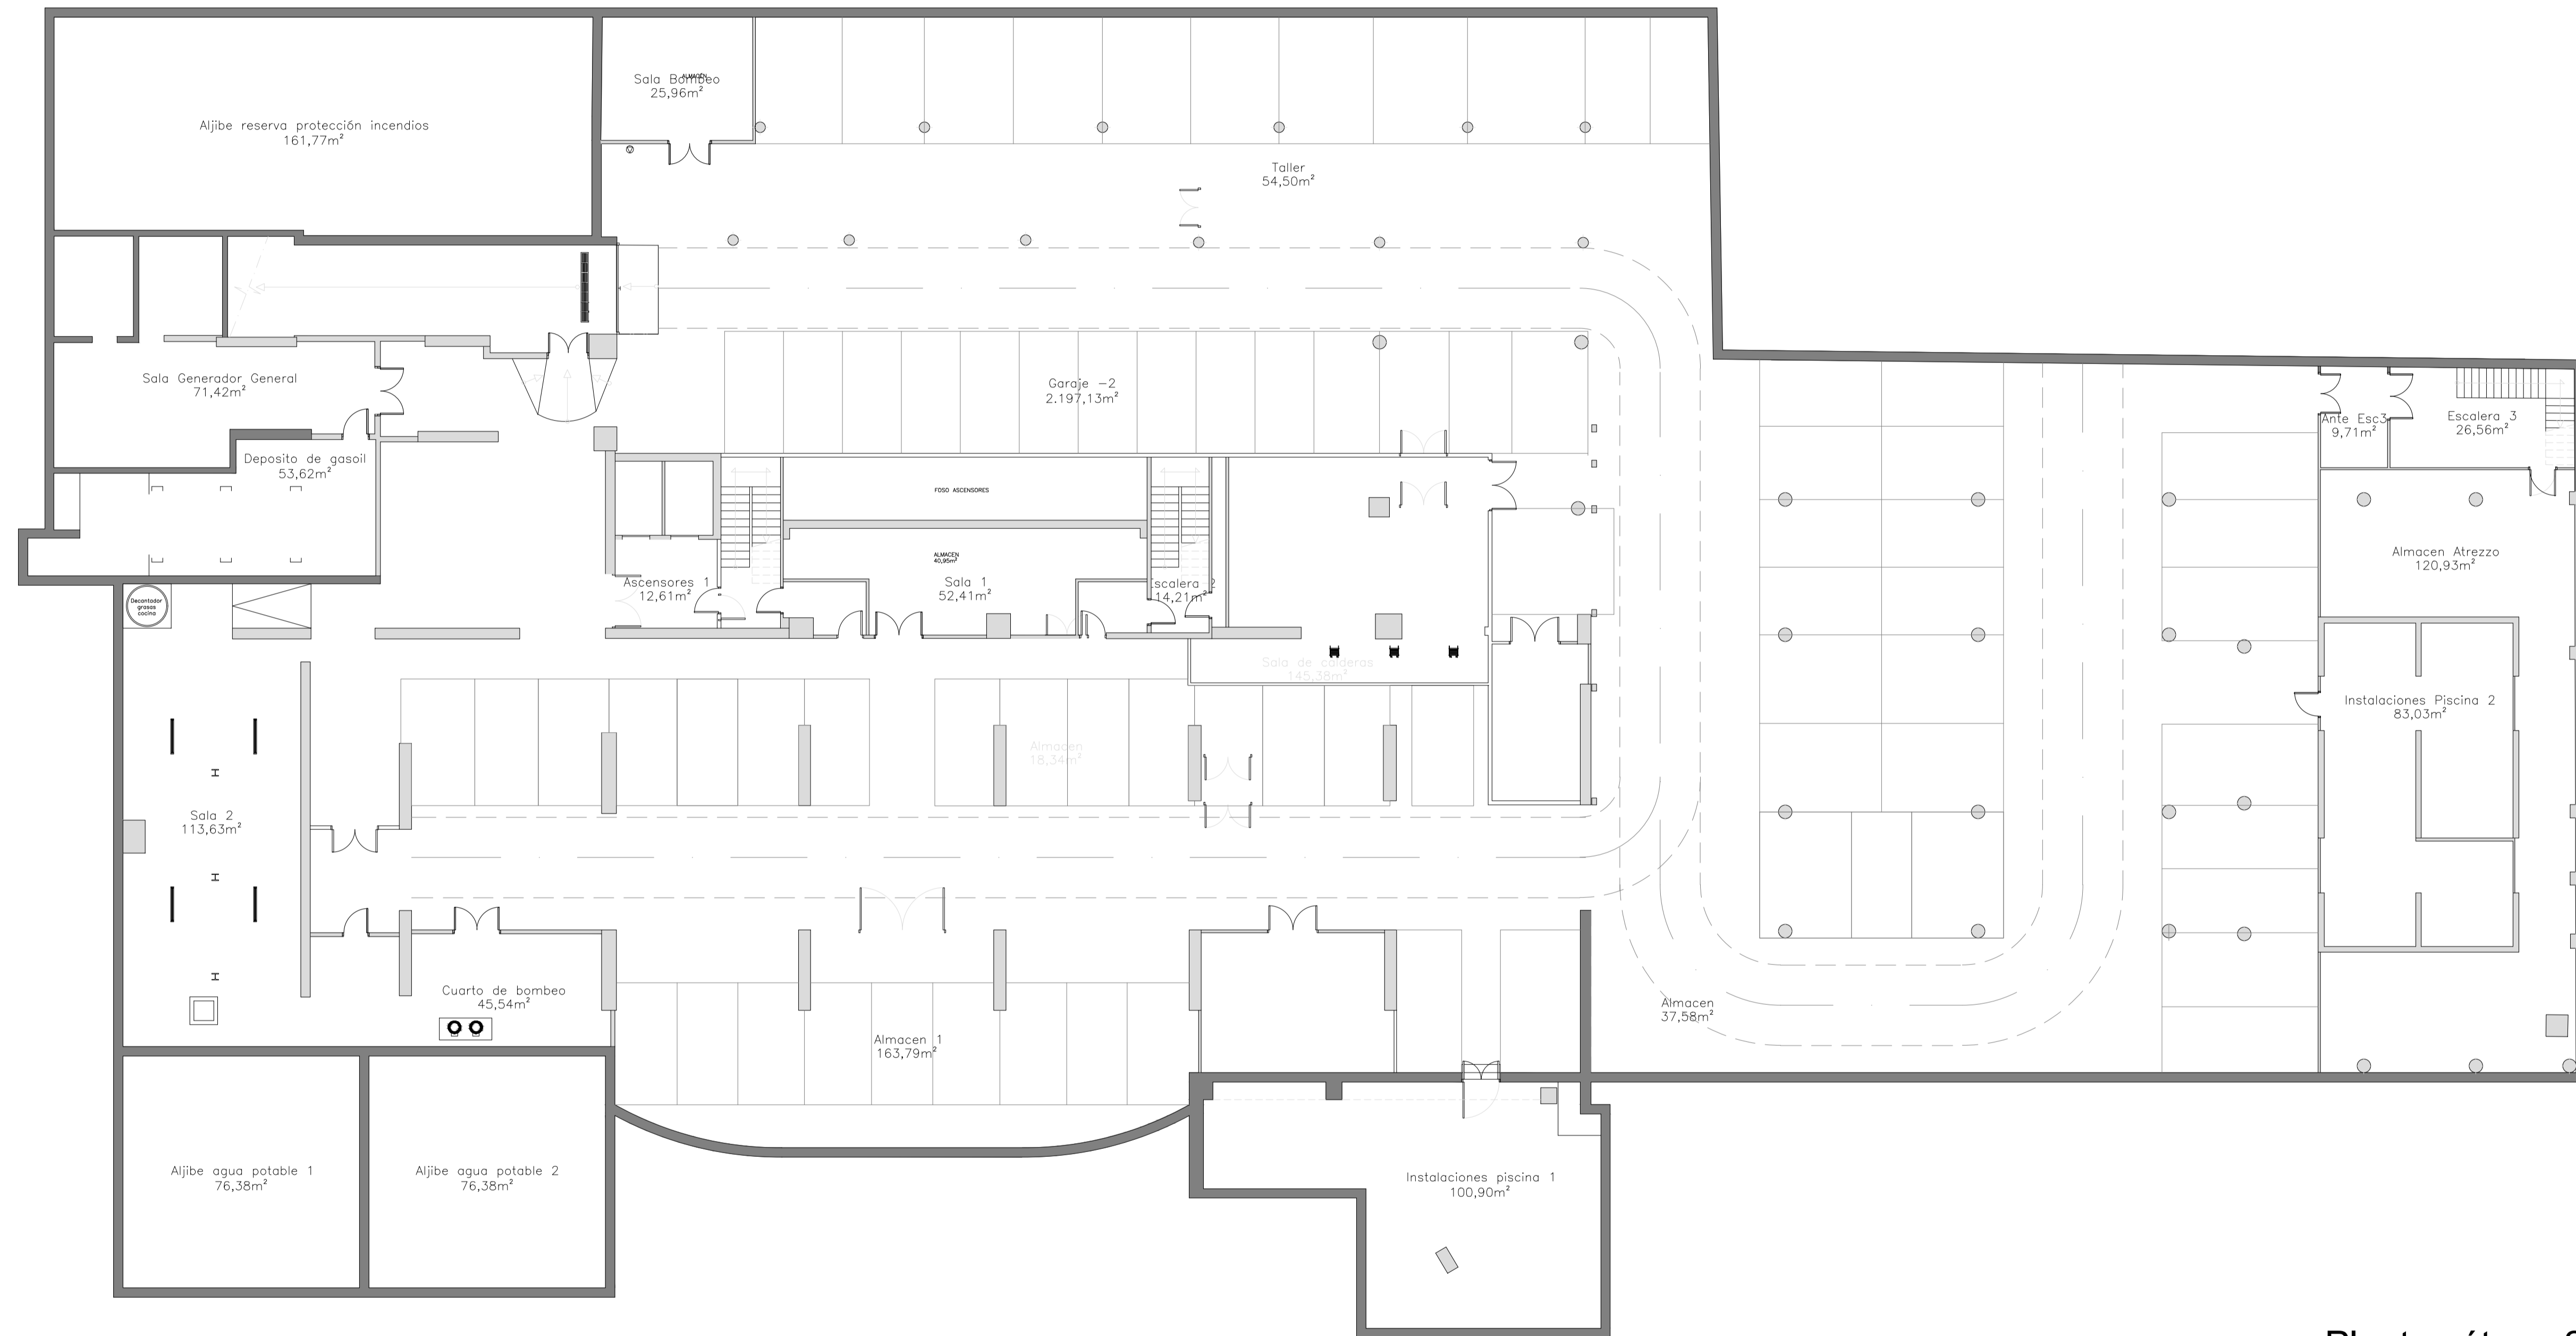 Sala Bombeo
ALMACÉN
25,96m²
Aljibe reserva protección incendios
161,77m²
Taller
54,50m²
Sala Generador General
71,42m²
Garaje -2
2.197,13m²
Ante Esc3
9,71m²
Escalera 3
26,56m²
Deposito de gasoil
53,62m²
FOSO ASCENSORES
ALMACEN
40,95m²
Almacen Atrezzo
120,93m²
Ascensores 1
12,61m²
Sala 1
52,41m²
Escalera 2
14,21m²
Decantador
grasas
cocina
Sala de calderas
145,38m²
Instalaciones Piscina 2
83,03m²
Almacen
18,34m²
Sala 2
113,63m²
Cuarto de bombeo
45,54m²
Almacen
37,58m²
Almacen 1
163,79m²
Aljibe agua potable 1
76,38m²
Aljibe agua potable 2
76,38m²
Instalaciones piscina 1
100,90m²